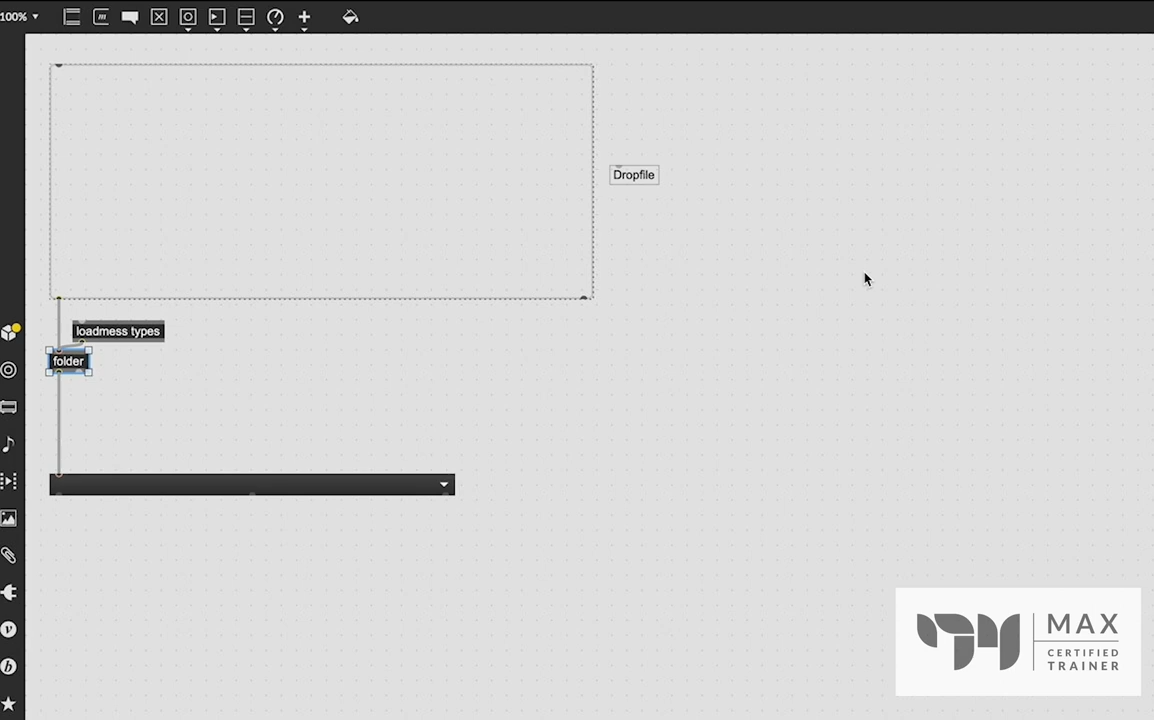 100%
Dropfile
loadmess types
folder
MAX
CERTIFIED
TRAINER